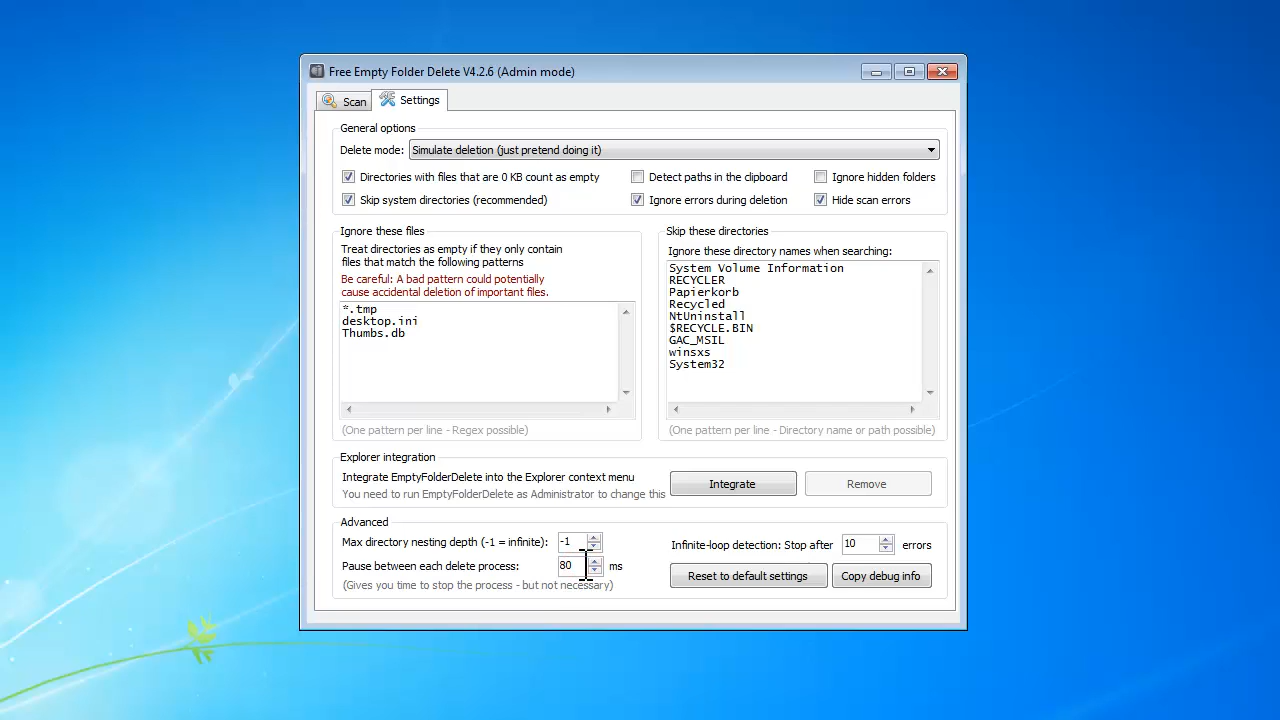 Free Empty Folder Delete V4.2.6 (Admin mode)
Scan
Settings
General options
Delete mode: Simulate deletion (just pretend doing it)
Directories with files that are 0 KB count as empty
Detect paths in the clipboard
Ignore hidden folders
Skip system directories (recommended)
Ignore errors during deletion
Hide scan errors
Ignore these files
Treat directories as empty if they only contain
files that match the following patterns
Be careful: A bad pattern could potentially
cause accidental deletion of important files.
*.tmp
desktop.ini
Thumbs.db
(One pattern per line - Regex possible)
Skip these directories
Ignore these directory names when searching:
System Volume Information
RECYCLER
Papierkorb
Recycled
NtUninstall
$RECYCLE.BIN
GAC_MSIL
winsxs
System32
(One pattern per line - Directory name or path possible)
Explorer integration
Integrate EmptyFolderDelete into the Explorer context menu
You need to run EmptyFolderDelete as Administrator to change this
Integrate
Remove
Advanced
Max directory nesting depth (-1 = infinite): -1
Pause between each delete process: 80 ms
(Gives you time to stop the process - but not necessary)
Infinite-loop detection: Stop after 10 errors
Reset to default settings
Copy debug info